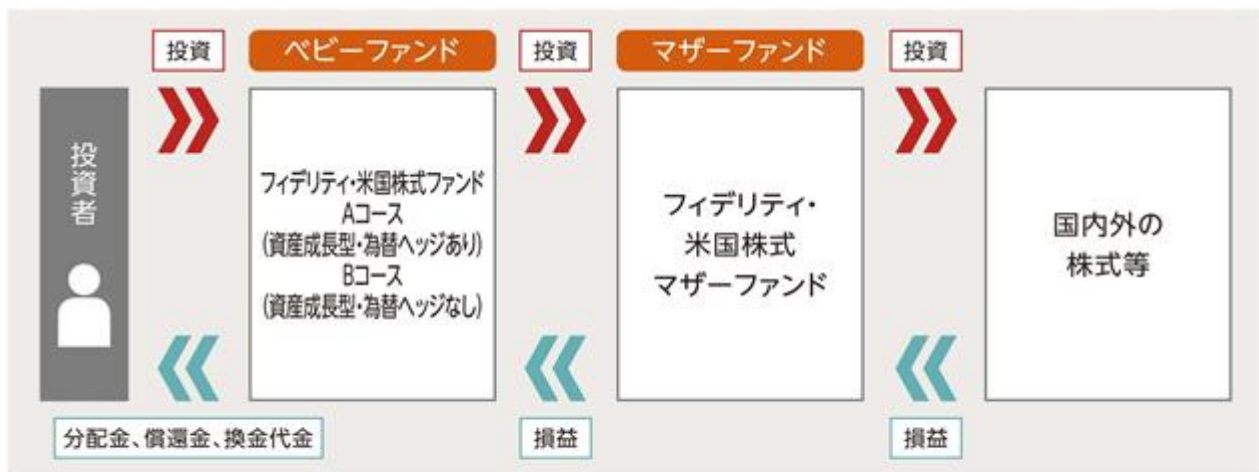 投資
ベビーファンド
投資
マザーファンド
投資
投資者
フィデリティ・米国株式ファンド
Aコース
(資産成長型・為替ヘッジあり)
Bコース
(資産成長型・為替ヘッジなし)
フィデリティ・
米国株式
マザーファンド
国内外の
株式等
分配金、償還金、換金代金
損益
損益